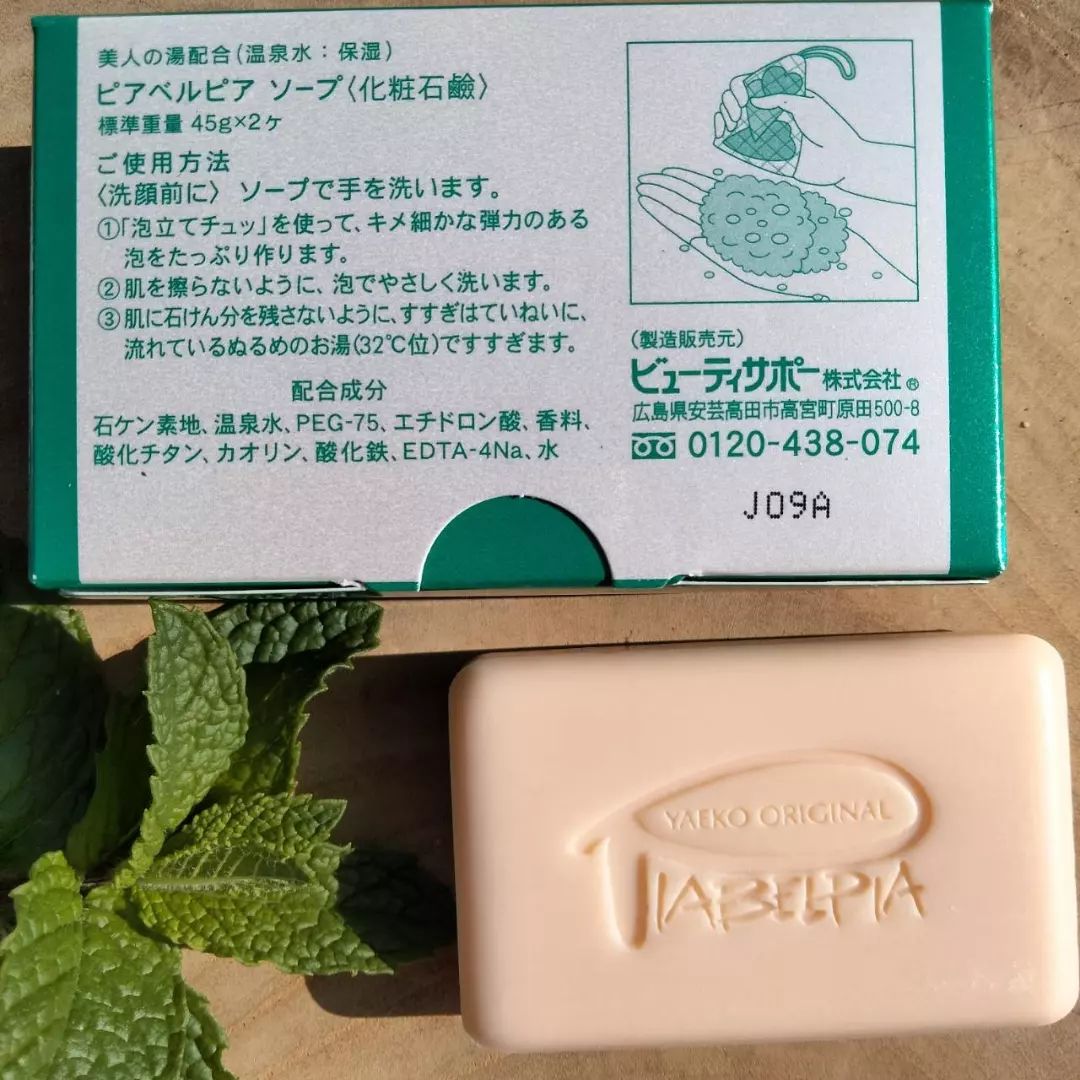 美人の湯配合(温泉水：保湿)
ピアベルピア ソープ〈化粧石鹼〉
標準重量 45g×2ヶ
ご使用方法
〈洗顔前に〉 ソープで手を洗います。
①「泡立てチュッ」を使って、キメ細かな弾力のある
泡をたっぷり作ります。
②肌を擦らないように、泡でやさしく洗います。
③肌に石けん分を残さないように、すすぎはていねいに、
流れているぬるめのお湯(32℃位)ですすぎます。
配合成分
石ケン素地、温泉水、PEG-75、エチドロン酸、香料、
酸化チタン、カオリン、酸化鉄、EDTA-4Na、水
(製造販売元)
ビューティサポー株式会社®
広島県安芸高田市高宮町原田500-8
0120-438-074
J09A
YAEKO ORIGINAL
PIABELPIA